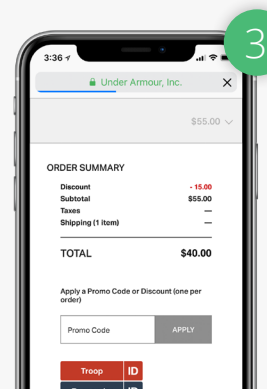 3
3:36
Under Armour, Inc. X
$55.00
ORDER SUMMARY
Discount - 15.00
Subtotal $55.00
Taxes —
Shipping (1 item) —
TOTAL $40.00
Apply a Promo Code or Discount (one per
order)
Promo Code APPLY
Troop ID
ID